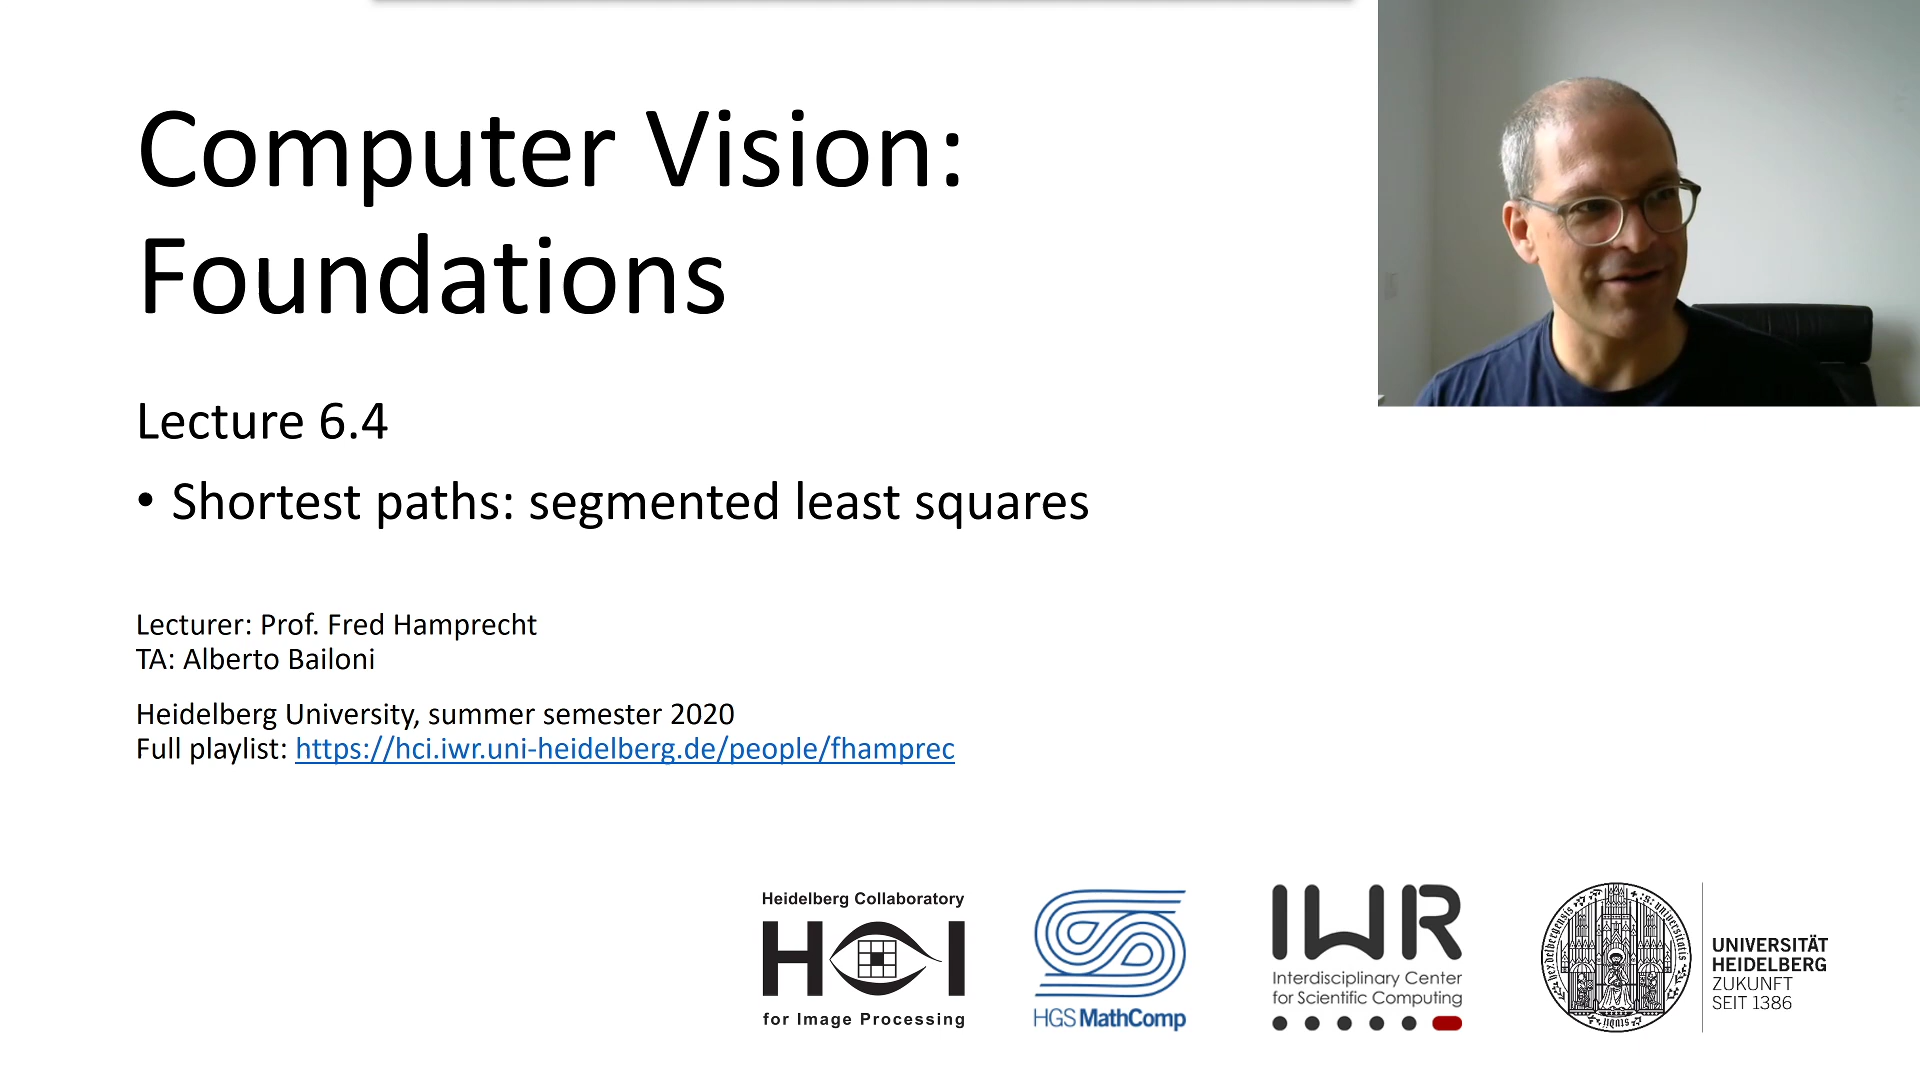 Computer Vision:
Foundations
Lecture 6.4
• Shortest paths: segmented least squares
Lecturer: Prof. Fred Hamprecht
TA: Alberto Bailoni
Heidelberg University, summer semester 2020
Full playlist: https://hci.iwr.uni-heidelberg.de/people/fhamprec
Heidelberg Collaboratory
HCI
for Image Processing
HGS MathComp
IWR
Interdisciplinary Center
for Scientific Computing
UNIVERSITÄT
HEIDELBERG
ZUKUNFT
SEIT 1386